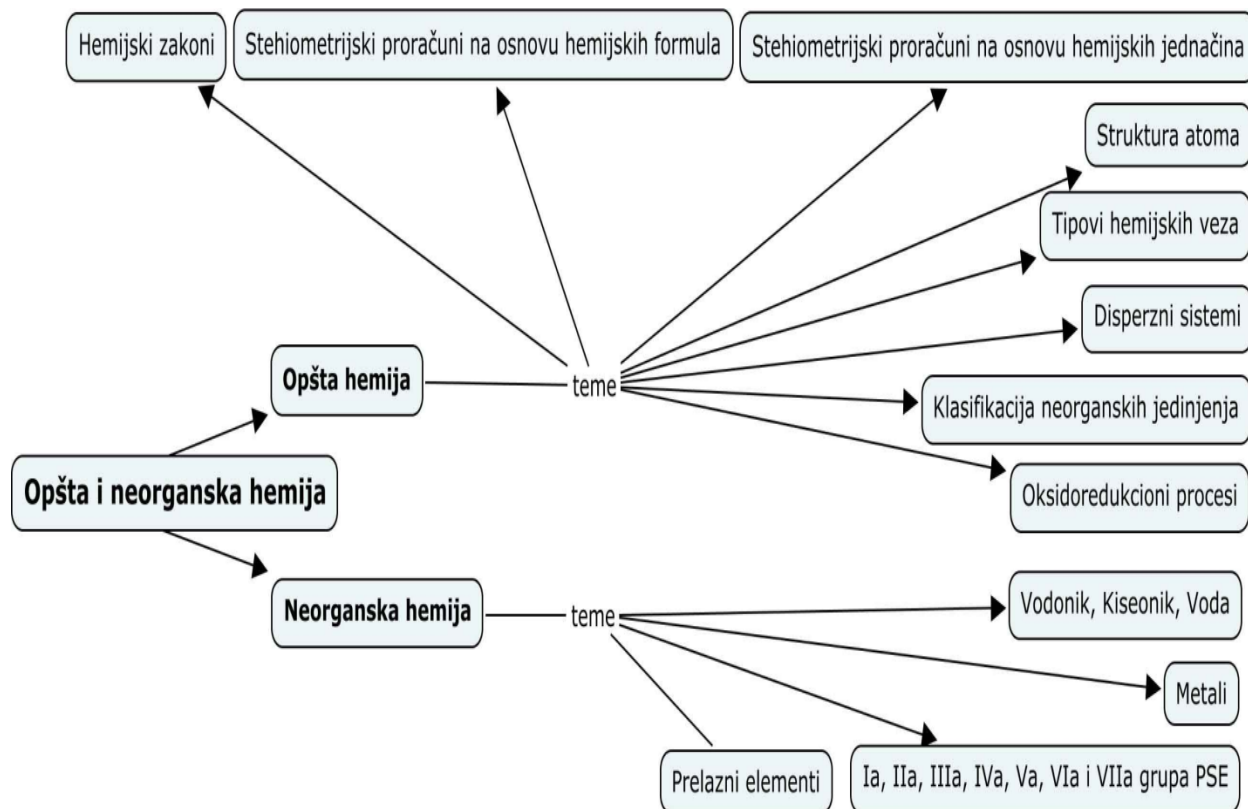 Hemijski zakoni
Stehiometrijski proračuni na osnovu hemijskih formula
Stehiometrijski proračuni na osnovu hemijskih jednačina
Struktura atoma
Tipovi hemijskih veza
Disperzni sistemi
Opšta hemija
teme
Klasifikacija neorganskih jedinjenja
Opšta i neorganska hemija
Oksidoredukcioni procesi
Neorganska hemija
teme
Vodonik, Kiseonik, Voda
Metali
Prelazni elementi
Ia, IIa, IIIa, IVa, Va, VIa i VIIa grupa PSE